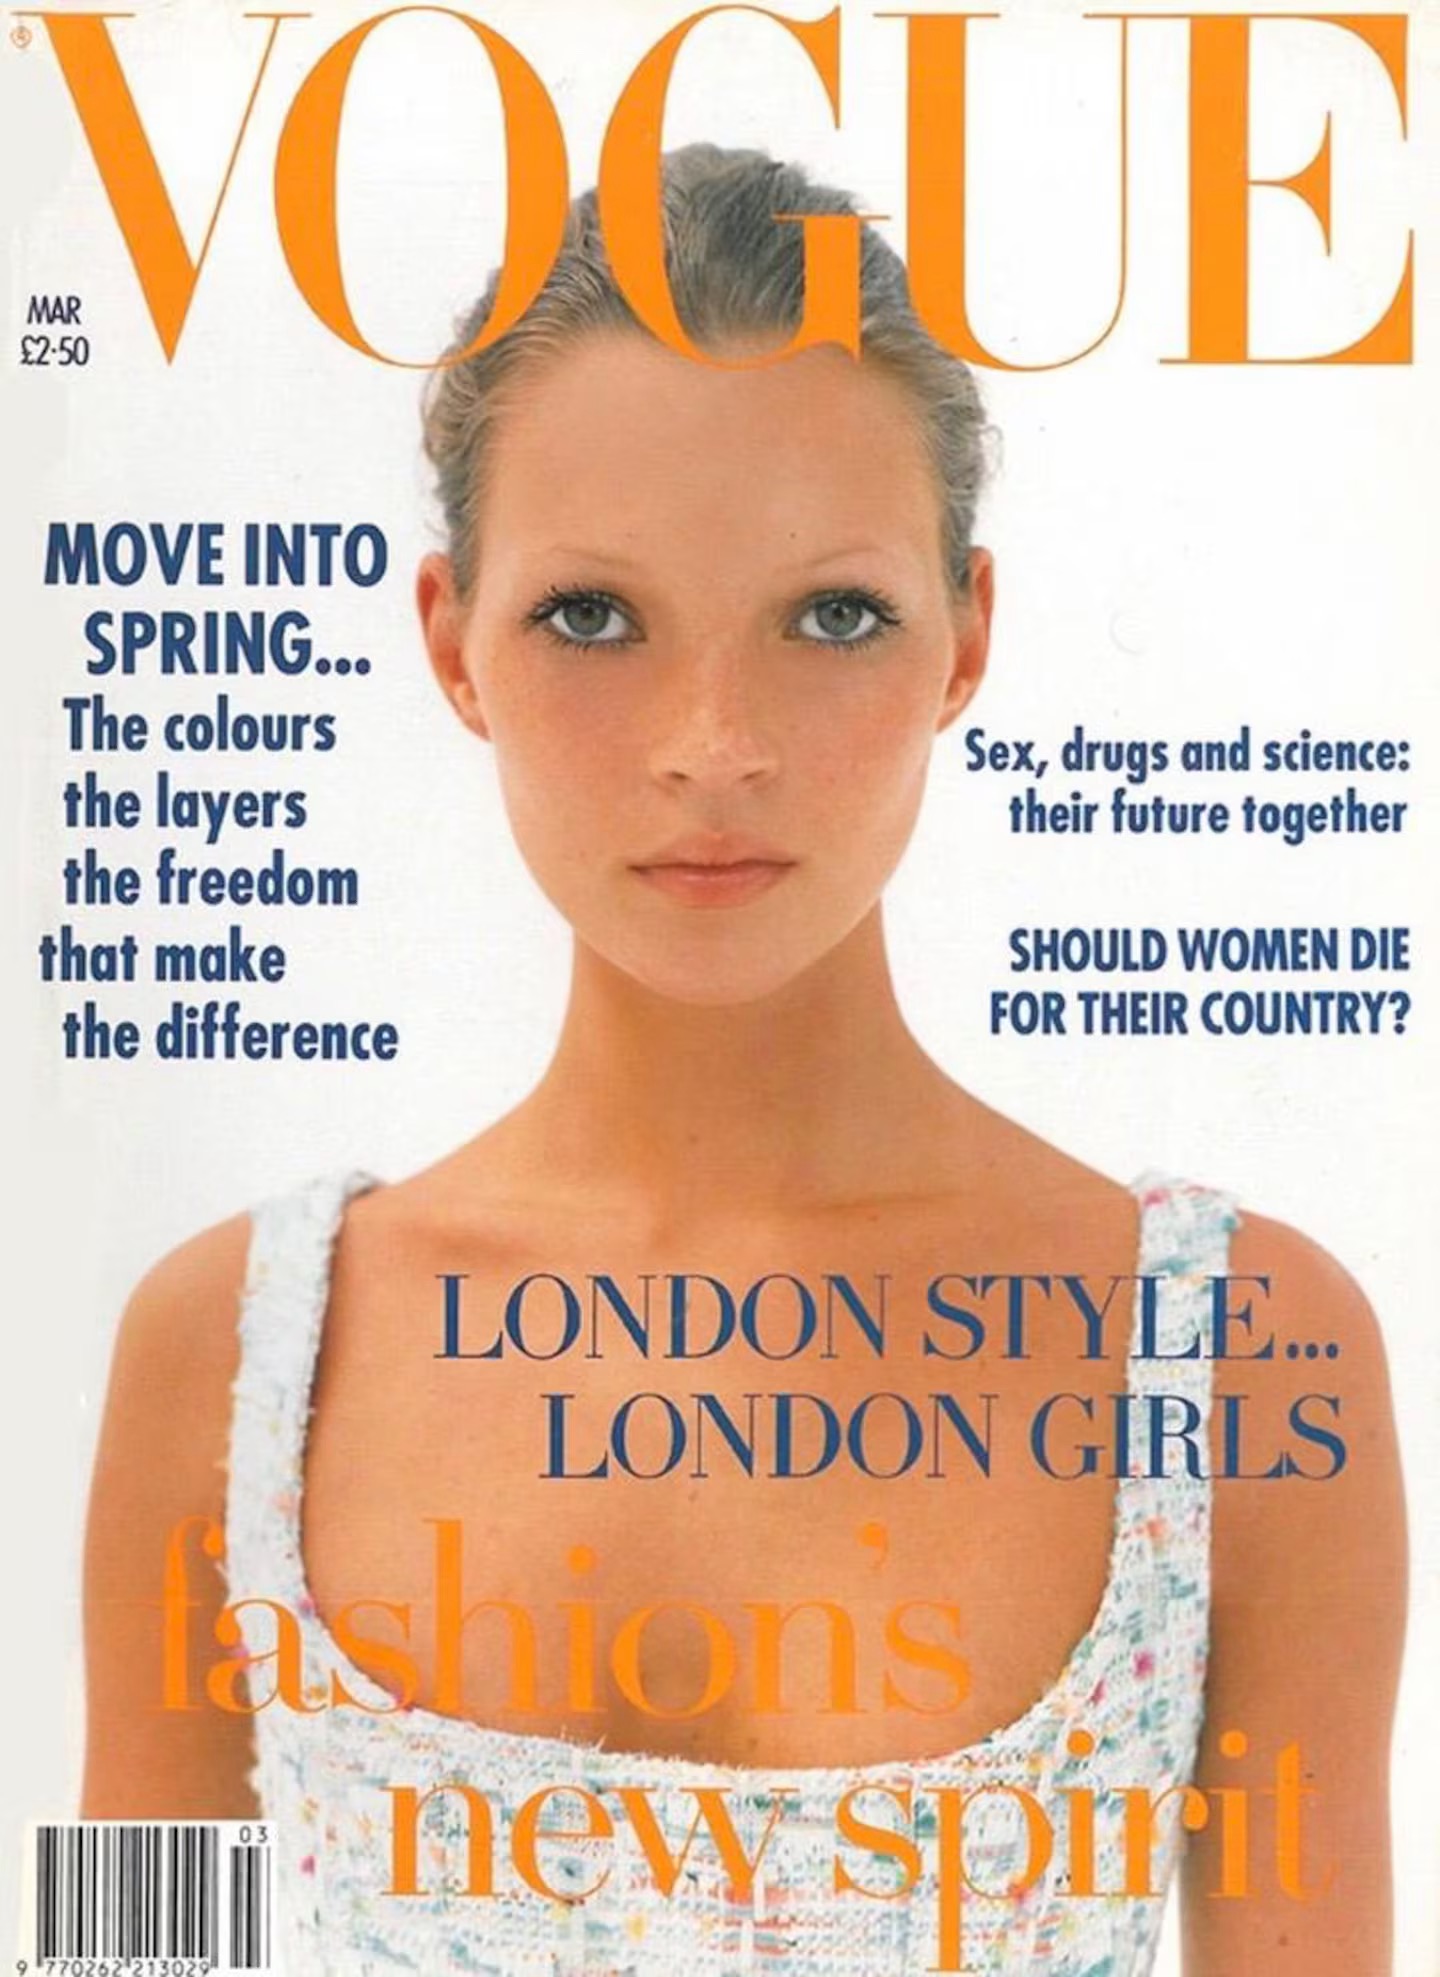 VOGUE
MAR
£2·50
MOVE INTO
SPRING...
The colours
the layers
the freedom
that make
the difference
Sex, drugs and science:
their future together
SHOULD WOMEN DIE
FOR THEIR COUNTRY?
LONDON STYLE...
LONDON GIRLS
fashion's
new spirit
03
9 770262 213029